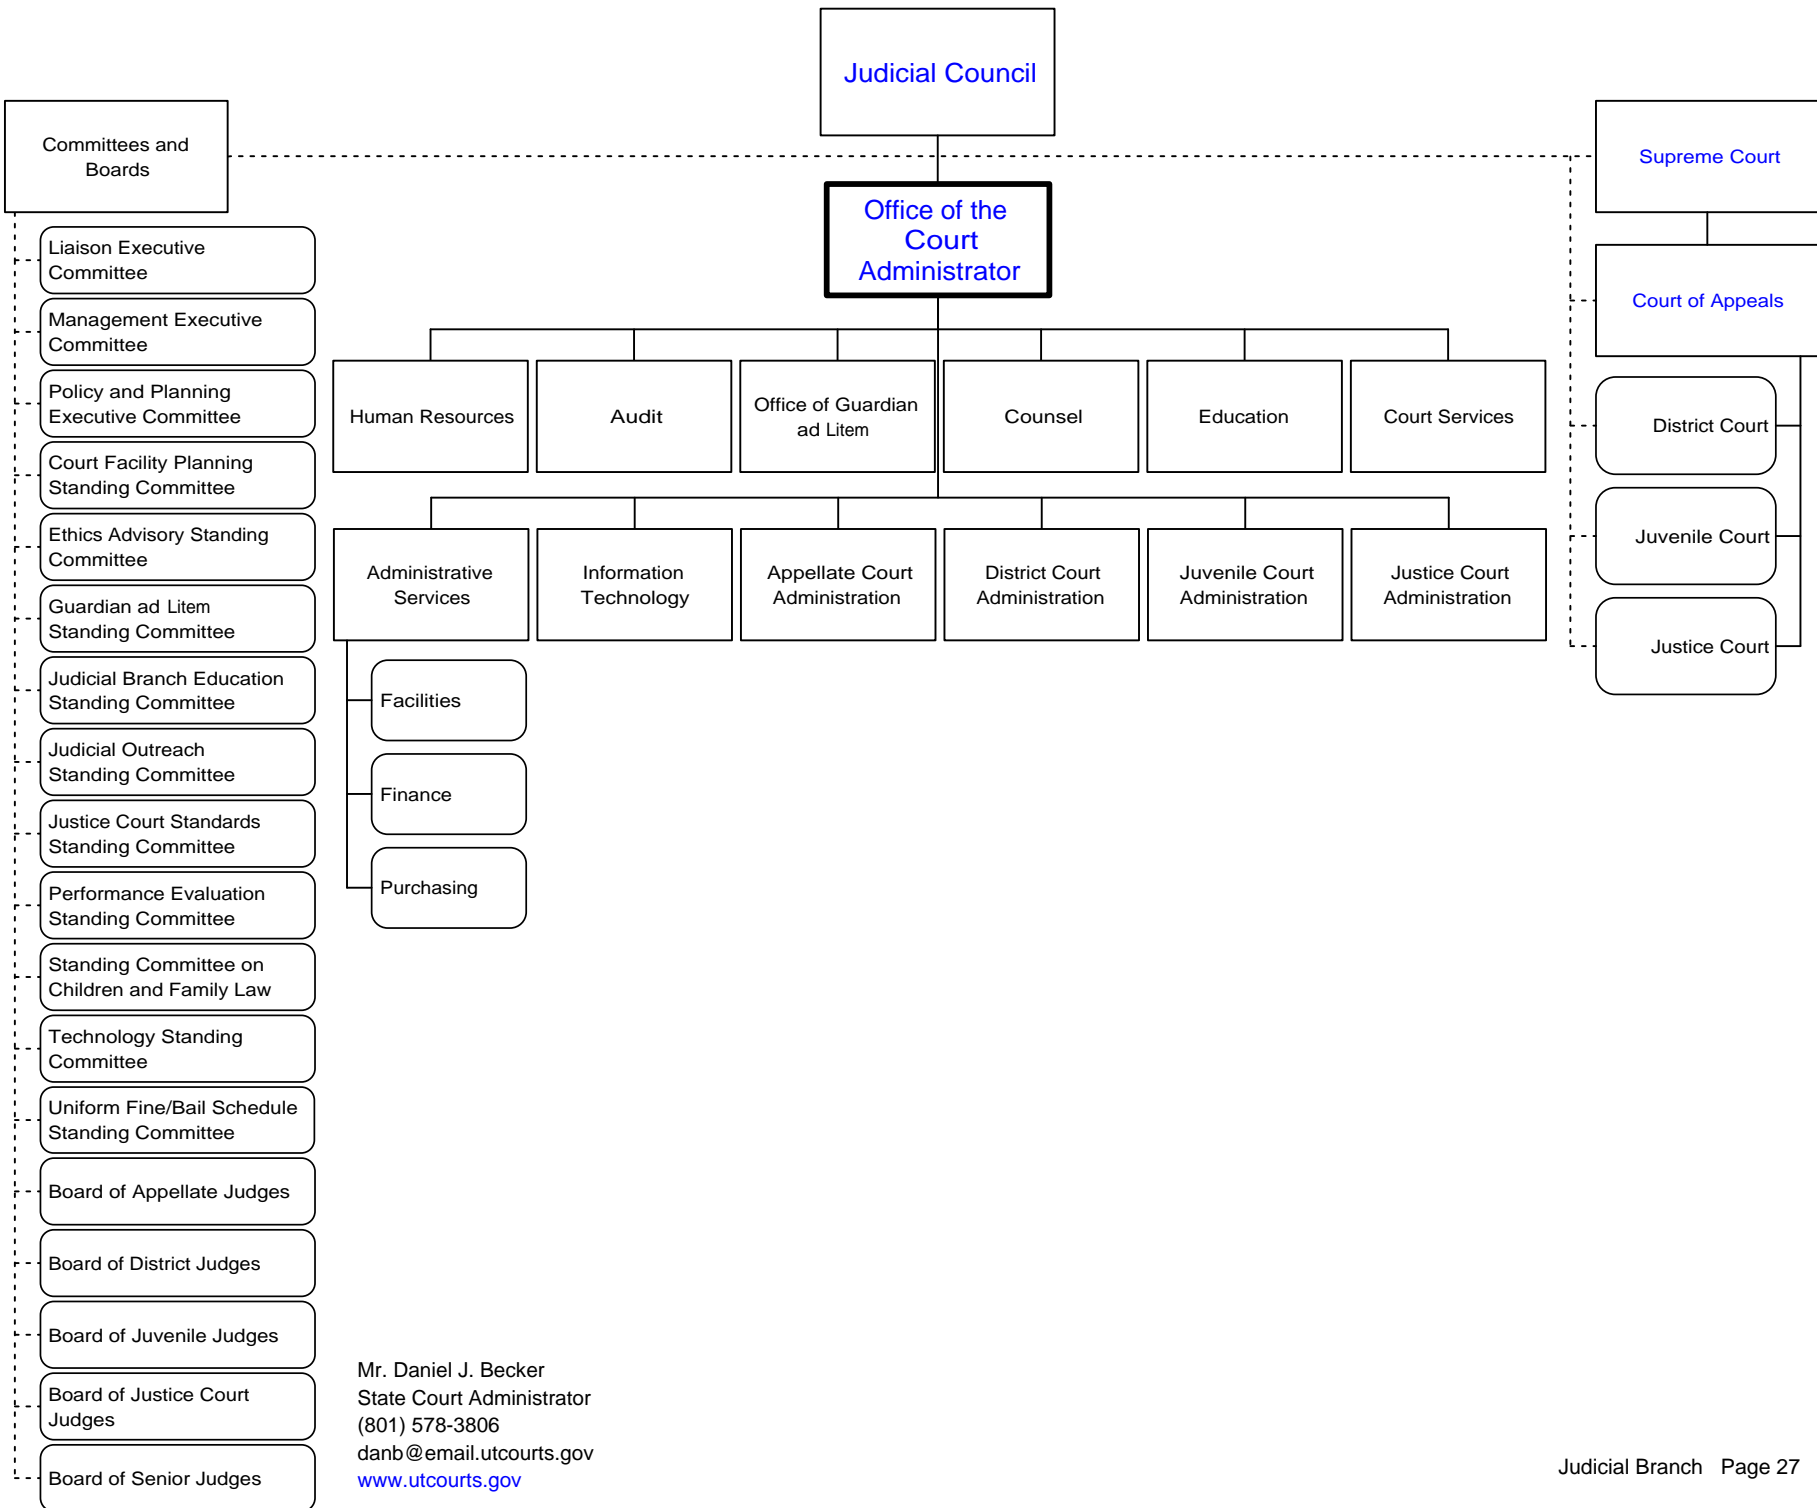 Judicial Council
Committees and
Boards
Supreme Court
Office of the
Court
Administrator
Liaison Executive
Committee
Management Executive
Committee
Policy and Planning
Executive Committee
Court Facility Planning
Standing Committee
Ethics Advisory Standing
Committee
Guardian ad Litem
Standing Committee
Judicial Branch Education
Standing Committee
Judicial Outreach
Standing Committee
Justice Court Standards
Standing Committee
Performance Evaluation
Standing Committee
Standing Committee on
Children and Family Law
Technology Standing
Committee
Uniform Fine/Bail Schedule
Standing Committee
Board of Appellate Judges
Board of District Judges
Board of Juvenile Judges
Board of Justice Court
Judges
Board of Senior Judges
Human Resources
Audit
Office of Guardian
ad Litem
Counsel
Education
Court Services
Administrative
Services
Information
Technology
Appellate Court
Administration
District Court
Administration
Juvenile Court
Administration
Justice Court
Administration
Facilities
Finance
Purchasing
Court of Appeals
District Court
Juvenile Court
Justice Court
Mr. Daniel J. Becker
State Court Administrator
(801) 578-3806
danb@email.utcourts.gov
www.utcourts.gov
Judicial Branch Page 27